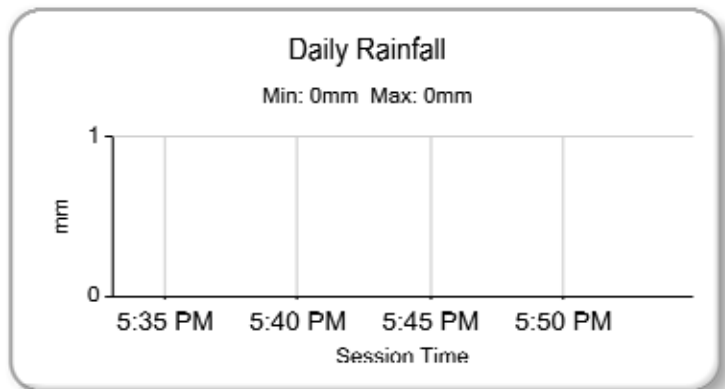 Daily Rainfall
Min: 0mm Max: 0mm
1
mm
0
5:35 PM 5:40 PM 5:45 PM 5:50 PM
Session Time